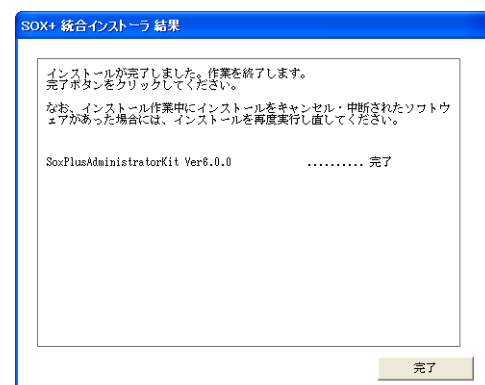 SOX+ 統合インストーラ 結果
インストールが完了しました。作業を終了します。
完了ボタンをクリックしてください。
なお、インストール作業中にインストールをキャンセル・中断されたソフトウ
ェアがあった場合には、インストールを再度実行し直してください。
SoxPlusAdministratorKit Ver6.0.0 .......... 完了
完了